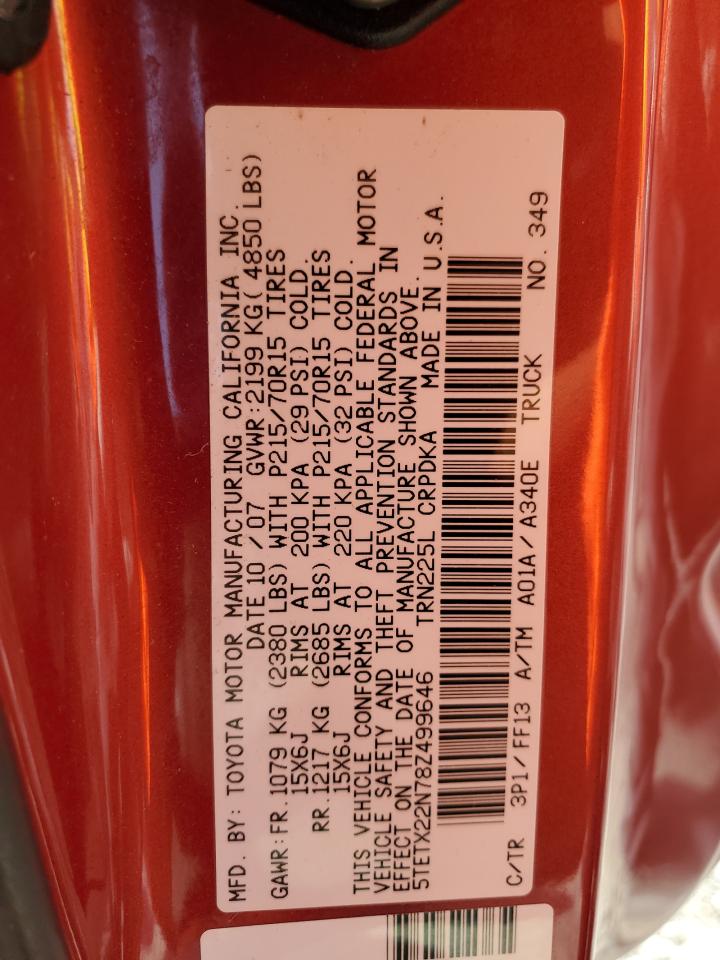 MFD. BY: TOYOTA MOTOR MANUFACTURING CALIFORNIA INC.
DATE 10 / 07 GVWR:2199 KG( 4850 LBS)
GAWR:FR.1079 KG (2380 LBS) WITH P215/70R15 TIRES
15X6J RIMS AT 200 KPA (29 PSI) COLD.
RR.1217 KG (2685 LBS) WITH P215/70R15 TIRES
15X6J RIMS AT 220 KPA (32 PSI) COLD.
THIS VEHICLE CONFORMS TO ALL APPLICABLE FEDERAL MOTOR
VEHICLE SAFETY AND THEFT PREVENTION STANDARDS IN
EFFECT ON THE DATE OF MANUFACTURE SHOWN ABOVE.
5TETX22N78Z499646 TRN225L CRPDKA MADE IN U.S.A.
C/TR 3P1/FF13 A/TM A01A/A340E TRUCK NO. 349